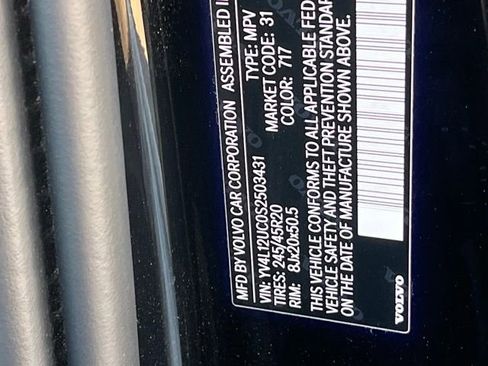 MFD BY VOLVO CAR CORPORATION ASSEMBLED I
VIN: YV4L12UC0S2503431 TYPE: MPV
TIRES: 245/45R20 MARKET CODE: 31
RIM: 8Jx20x50.5 COLOR: 717
THIS VEHICLE CONFORMS TO ALL APPLICABLE FED
VEHICLE SAFETY AND THEFT PREVENTION STANDAR
ON THE DATE OF MANUFACTURE SHOWN ABOVE.
VOLVO